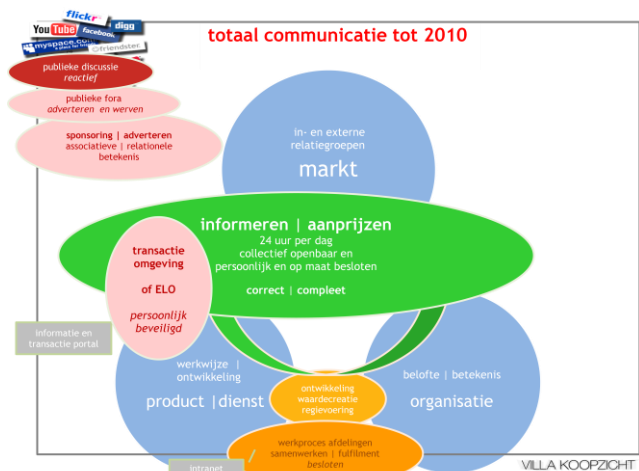 flickr
digg
You Tube
facebook
myspace.com
friendster
totaal communicatie tot 2010
publieke discussie
reactief
publieke fora
adverteren en werven
sponsoring | adverteren
associatieve | relationele
betekenis
in- en externe
relatiegroepen
markt
informeren | aanprijzen
24 uur per dag
collectief openbaar en
persoonlijk en op maat besloten
correct | compleet
transactie
omgeving
of ELO
persoonlijk
beveiligd
informatie en
transactie portal
werkwijze |
ontwikkeling
product |dienst
ontwikkeling
waardecreatie
regievoering
belofte | betekenis
organisatie
werkproces afdelingen
samenwerken | fulfilment
besloten
intranet
VILLA KOOPZICHT